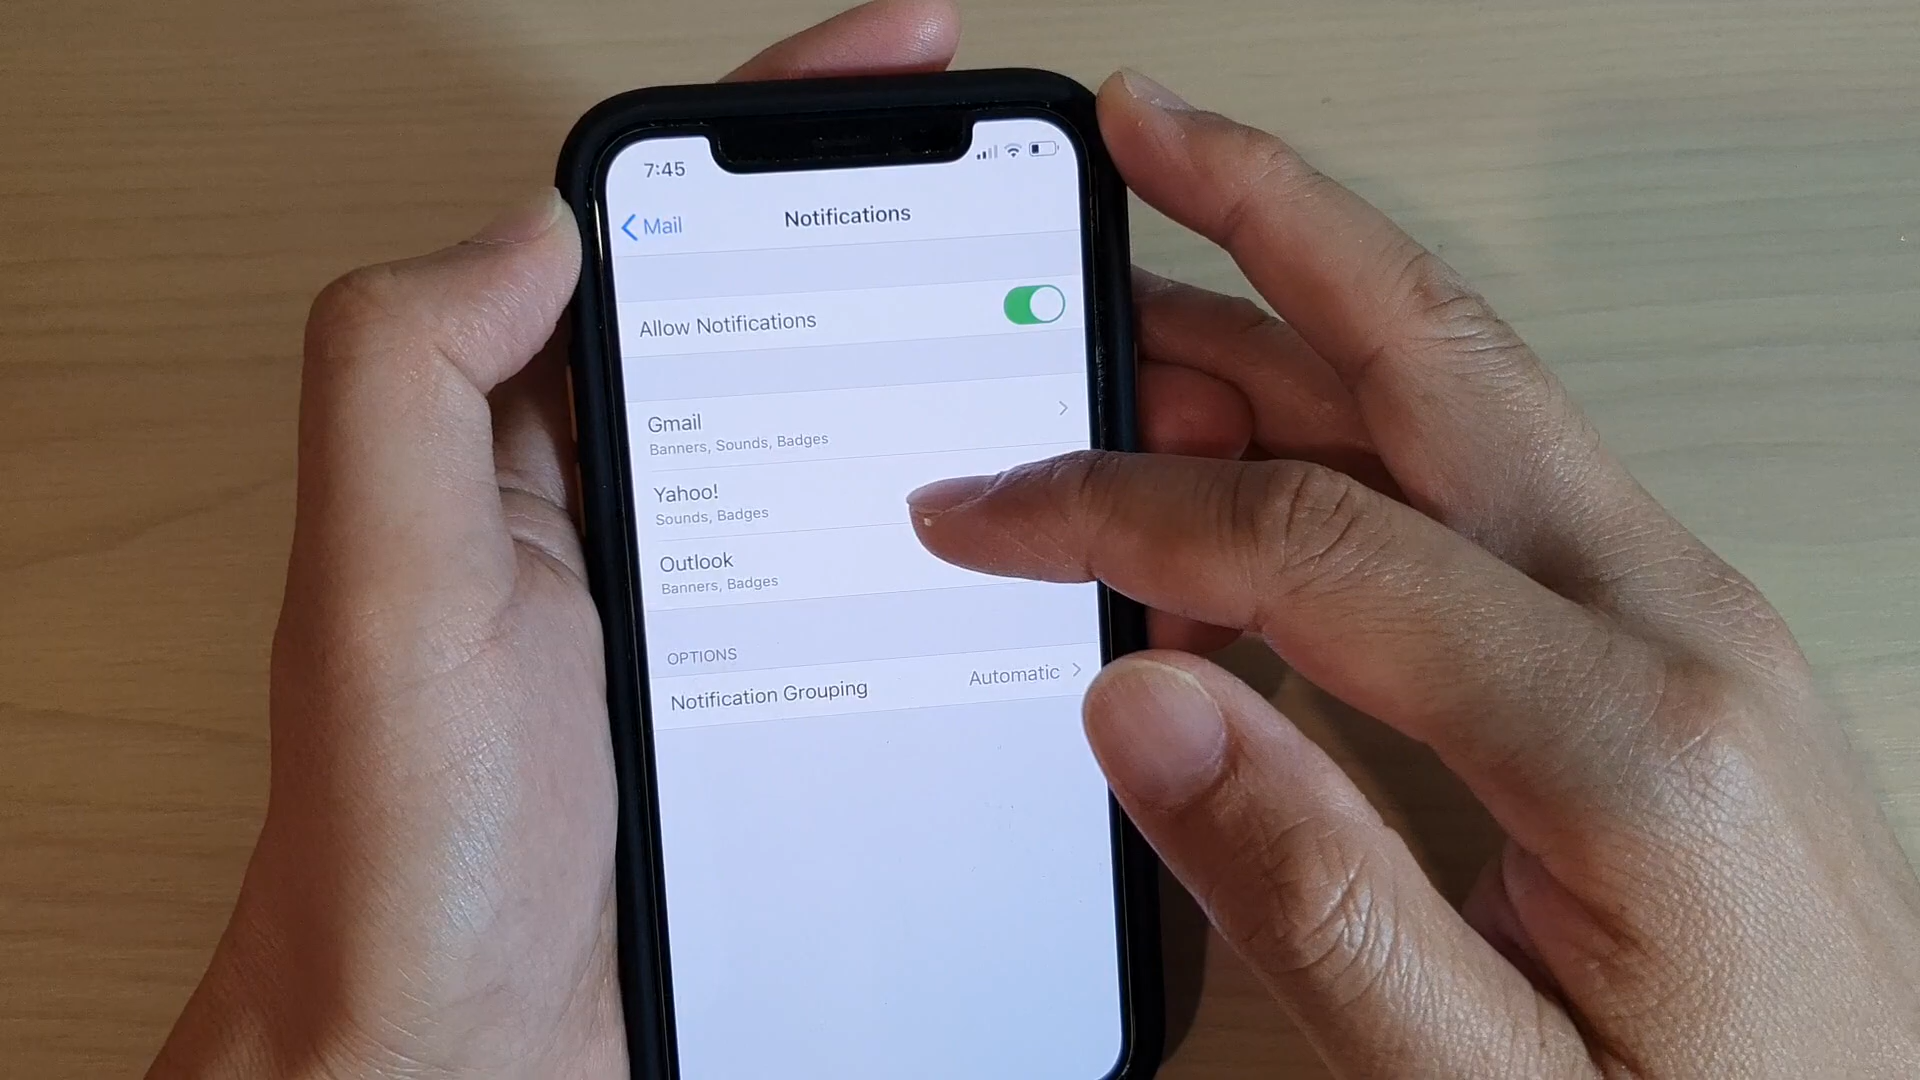 7:45
Mail
Notifications
Allow Notifications
Gmail
Banners, Sounds, Badges
Yahoo!
Sounds, Badges
Outlook
Banners, Badges
OPTIONS
Notification Grouping Automatic